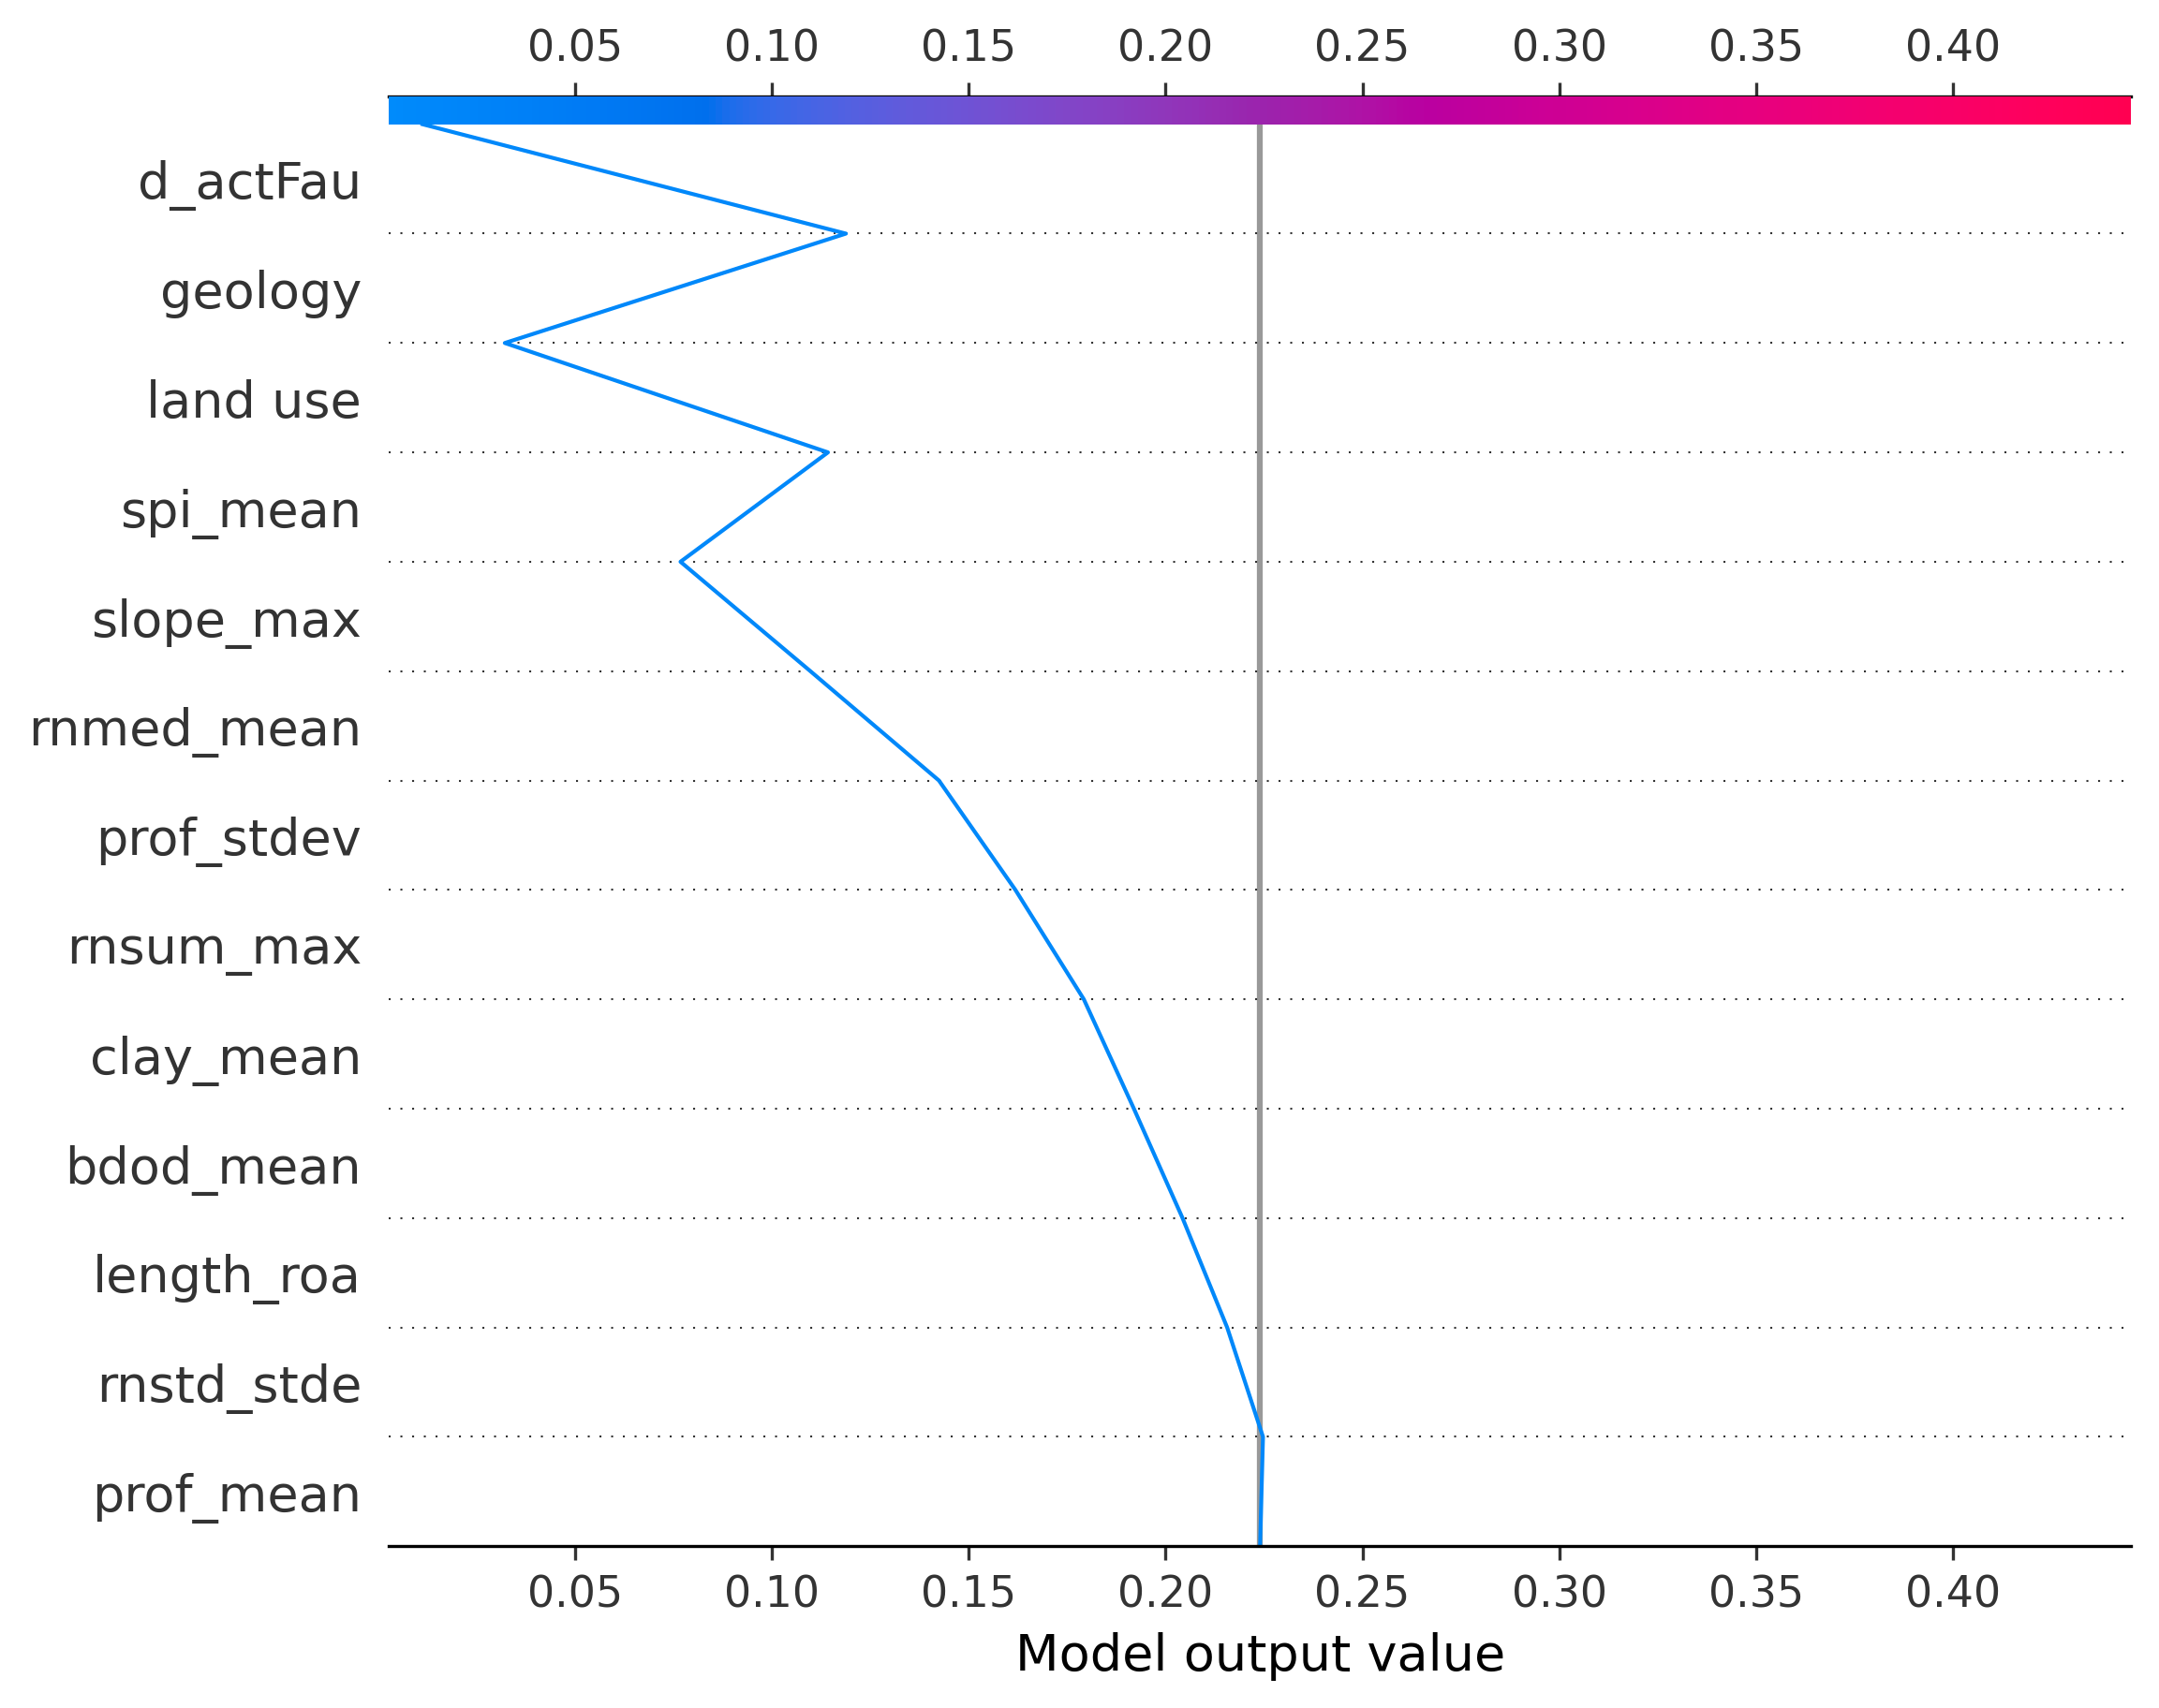 0.05 0.10 0.15 0.20 0.25 0.30 0.35 0.40
d_actFau
geology
land use
spi_mean
slope_max
rnmed_mean
prof_stdev
rnsum_max
clay_mean
bdod_mean
length_roa
rnstd_stde
prof_mean
0.05 0.10 0.15 0.20 0.25 0.30 0.35 0.40
Model output value